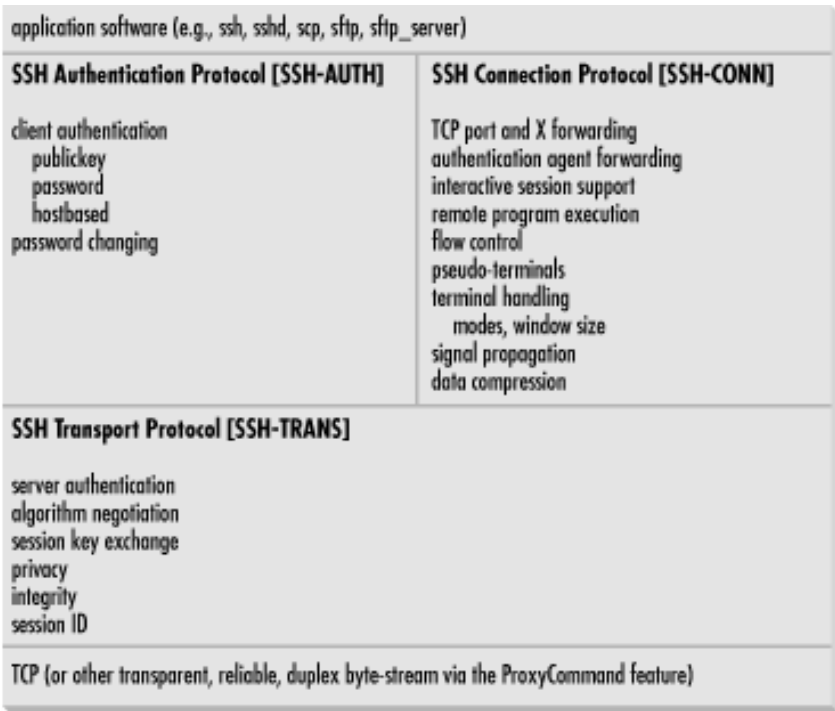 application software (e.g., ssh, sshd, scp, sftp, sftp_server)
SSH Authentication Protocol [SSH-AUTH]
client authentication
publickey
password
hostbased
password changing
SSH Connection Protocol [SSH-CONN]
TCP port and X forwarding
authentication agent forwarding
interactive session support
remote program execution
flow control
pseudo-terminals
terminal handling
modes, window size
signal propagation
data compression
SSH Transport Protocol [SSH-TRANS]
server authentication
algorithm negotiation
session key exchange
privacy
integrity
session ID
TCP (or other transparent, reliable, duplex byte-stream via the ProxyCommand feature)